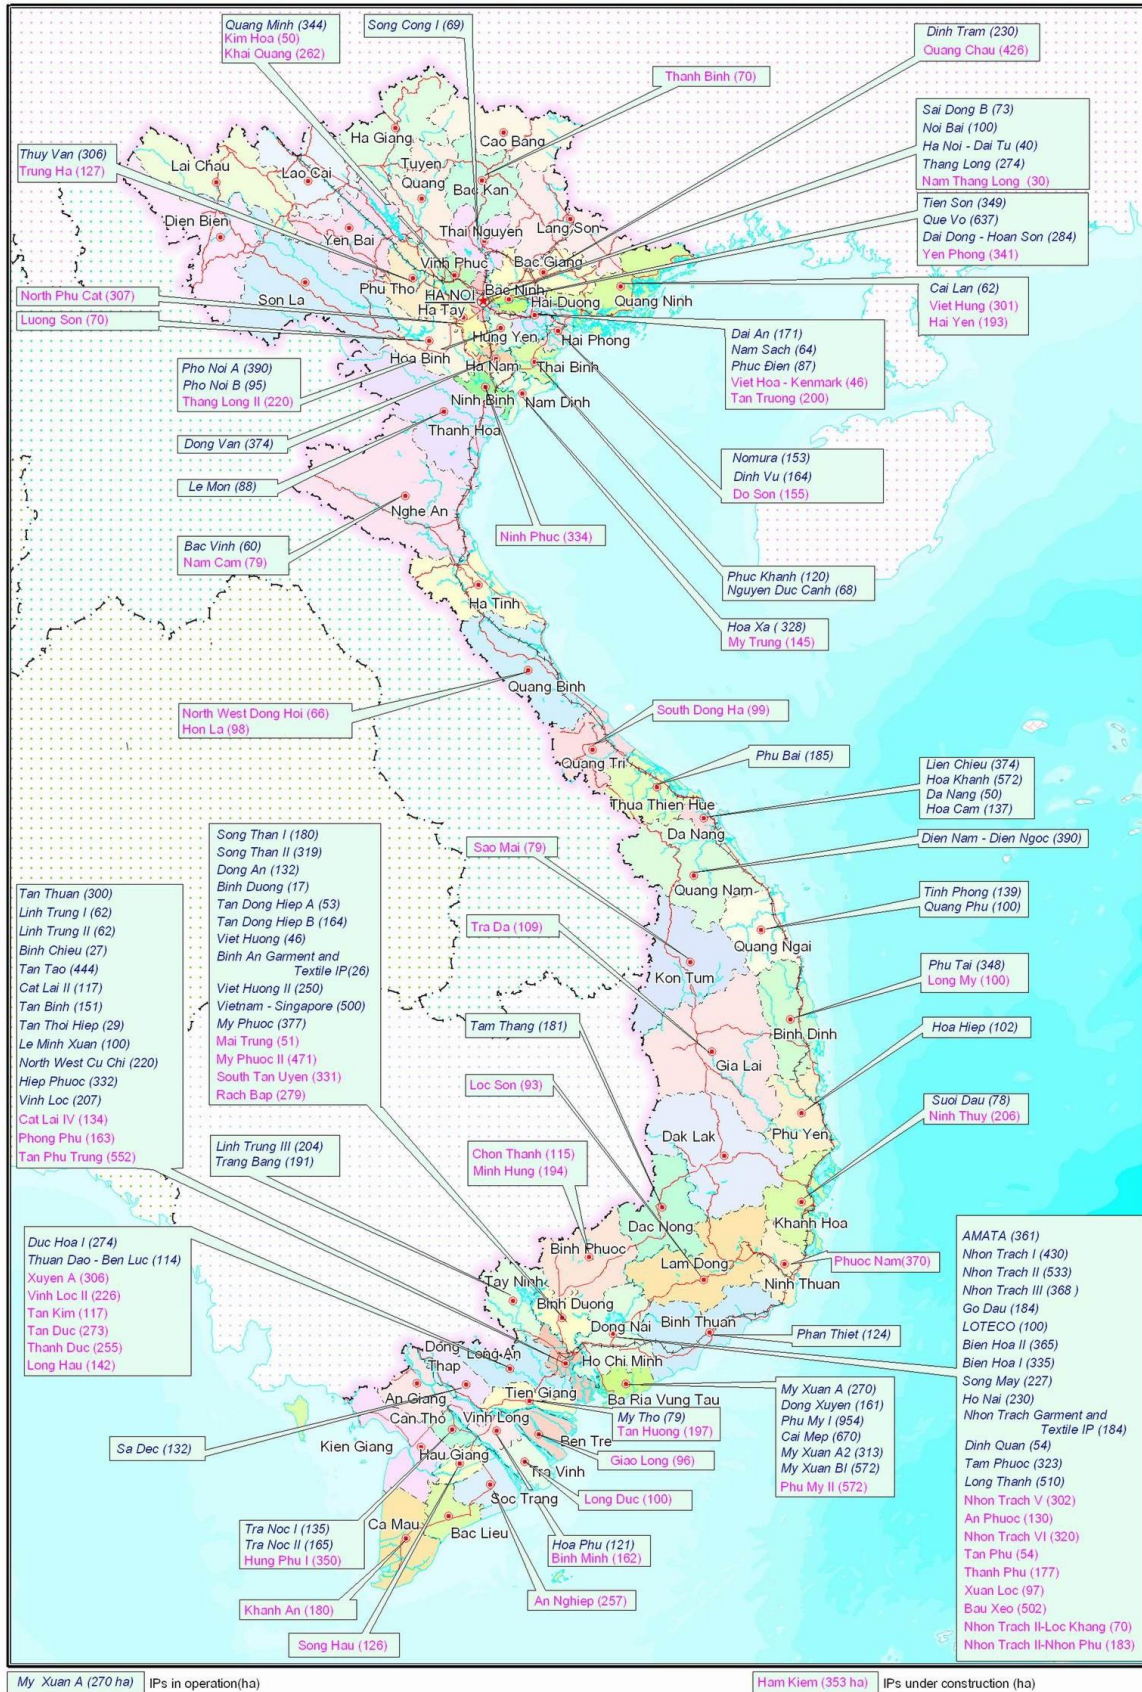 Quang Minh (344)
Kim Hoa (50)
Khai Quang (262)
Song Cong I (69)
Dinh Tram (230)
Quang Chau (426)
Thanh Binh (70)
Sai Dong B (73)
Noi Bai (100)
Ha Noi - Dai Tu (40)
Thang Long (274)
Nam Thang Long (30)
Thuy Van (306)
Trung Ha (127)
Tien Son (349)
Que Vo (637)
Dai Dong - Hoan Son (284)
Yen Phong (341)
Cai Lan (62)
Viet Hung (301)
Hai Yen (193)
North Phu Cat (307)
Luong Son (70)
Dai An (171)
Nam Sach (64)
Phuc Đien (87)
Viet Hoa - Kenmark (46)
Tan Truong (200)
Pho Noi A (390)
Pho Noi B (95)
Thang Long II (220)
Dong Van (374)
Le Mon (88)
Nomura (153)
Dinh Vu (164)
Do Son (155)
Ninh Phuc (334)
Bac Vinh (60)
Nam Cam (79)
Phuc Khanh (120)
Nguyen Duc Canh (68)
Hoa Xa ( 328)
My Trung (145)
North West Dong Hoi (66)
Hon La (98)
South Dong Ha (99)
Phu Bai (185)
Lien Chieu (374)
Hoa Khanh (572)
Da Nang (50)
Hoa Cam (137)
Dien Nam - Dien Ngoc (390)
Sao Mai (79)
Tinh Phong (139)
Quang Phu (100)
Tra Da (109)
Phu Tai (348)
Long My (100)
Hoa Hiep (102)
Tam Thang (181)
Loc Son (93)
Suoi Dau (78)
Ninh Thuy (206)
Song Than I (180)
Song Than II (319)
Dong An (132)
Binh Duong (17)
Tan Dong Hiep A (53)
Tan Dong Hiep B (164)
Viet Huong (46)
Binh An Garment and
Textile IP(26)
Viet Huong II (250)
Vietnam - Singapore (500)
My Phuoc (377)
Mai Trung (51)
My Phuoc II (471)
South Tan Uyen (331)
Rach Bap (279)
Tan Thuan (300)
Linh Trung I (62)
Linh Trung II (62)
Binh Chieu (27)
Tan Tao (444)
Cat Lai II (117)
Tan Binh (151)
Tan Thoi Hiep (29)
Le Minh Xuan (100)
North West Cu Chi (220)
Hiep Phuoc (332)
Vinh Loc (207)
Cat Lai IV (134)
Phong Phu (163)
Tan Phu Trung (552)
Linh Trung III (204)
Trang Bang (191)
Chon Thanh (115)
Minh Hung (194)
Duc Hoa I (274)
Thuan Dao - Ben Luc (114)
Xuyen A (306)
Vinh Loc II (226)
Tan Kim (117)
Tan Duc (273)
Thanh Duc (255)
Long Hau (142)
Phuoc Nam(370)
Phan Thiet (124)
AMATA (361)
Nhon Trach I (430)
Nhon Trach II (533)
Nhon Trach III (368 )
Go Dau (184)
LOTECO (100)
Bien Hoa II (365)
Bien Hoa I (335)
Song May (227)
Ho Nai (230)
Nhon Trach Garment and
Textile IP (184)
Dinh Quan (54)
Tam Phuoc (323)
Long Thanh (510)
Nhon Trach V (302)
An Phuoc (130)
Nhon Trach VI (320)
Tan Phu (54)
Thanh Phu (177)
Xuan Loc (97)
Bau Xeo (502)
Nhon Trach II-Loc Khang (70)
Nhon Trach II-Nhon Phu (183)
My Xuan A (270)
Dong Xuyen (161)
Phu My I (954)
Cai Mep (670)
My Xuan A2 (313)
My Xuan BI (572)
Phu My II (572)
My Tho (79)
Tan Huong (197)
Giao Long (96)
Sa Dec (132)
Long Duc (100)
Tra Noc I (135)
Tra Noc II (165)
Hung Phu I (350)
Hoa Phu (121)
Binh Minh (162)
An Nghiep (257)
Khanh An (180)
Song Hau (126)
Ha Giang
Cao Bang
Lai Chau
Lao Cai
Tuyen
Quang
Bac Kan
Dien Bien
Yen Bai
Thai Nguyen
Lang Son
Vinh Phuc
Bac Giang
Phu Tho
Son La
HA NOI
Bac Ninh
Ha Tay
Hai Duong
Quang Ninh
Hoa Binh
Hung Yen
Hai Phong
Ha Nam
Thai Binh
Ninh Binh
Nam Dinh
Thanh Hoa
Nghe An
Ha Tinh
Quang Binh
Quang Tri
Thua Thien Hue
Da Nang
Quang Nam
Quang Ngai
Kon Tum
Binh Dinh
Gia Lai
Phu Yen
Dak Lak
Khanh Hoa
Dac Nong
Binh Phuoc
Lam Dong
Ninh Thuan
Tay Ninh
Binh Duong
Dong Nai
Binh Thuan
Ho Chi Minh
Ba Ria Vung Tau
Dong
Thap
Long An
An Giang
Tien Giang
Can Tho
Vinh Long
Ben Tre
Kien Giang
Hau Giang
Tra Vinh
Soc Trang
Ca Mau
Bac Lieu
My Xuan A (270 ha)
IPs in operation(ha)
Ham Kiem (353 ha)
IPs under construction (ha)